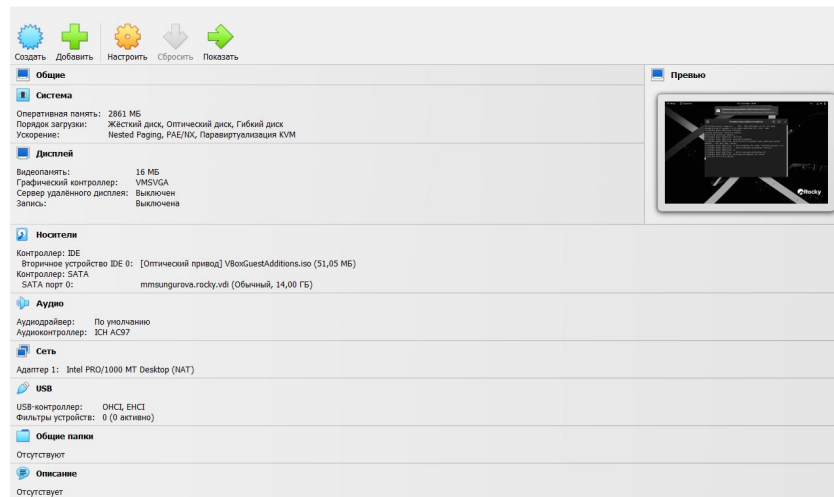 Создать Добавить Настроить Сбросить Показать
Общие
Превью
Rocky
Система
Оперативная память: 2861 МБ
Порядок загрузки: Жёсткий диск, Оптический диск, Гибкий диск
Ускорение: Nested Paging, PAE/NX, Паравиртуализация KVM
Дисплей
Видеопамять: 16 МБ
Графический контроллер: VMSVGA
Сервер удалённого дисплея: Выключен
Запись: Выключена
Носители
Контроллер: IDE
Вторичное устройство IDE 0: [Оптический привод] VBoxGuestAdditions.iso (51,05 МБ)
Контроллер: SATA
SATA порт 0: mmsungurova.rocky.vdi (Обычный, 14,00 ГБ)
Аудио
Аудиодрайвер: По умолчанию
Аудиоконтроллер: ICH AC97
Сеть
Адаптер 1: Intel PRO/1000 MT Desktop (NAT)
USB
USB-контроллер: OHCI, EHCI
Фильтры устройств: 0 (0 активно)
Общие папки
Отсутствуют
Описание
Отсутствует